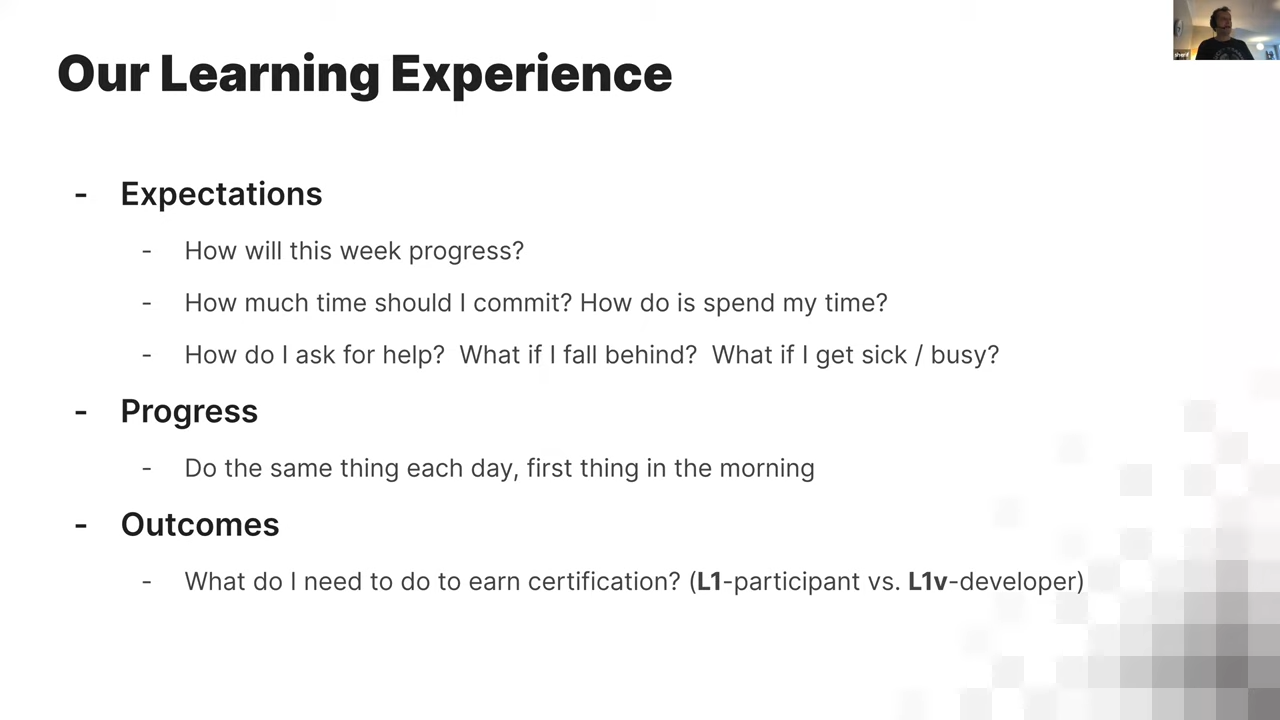 Our Learning Experience
- Expectations
- How will this week progress?
- How much time should I commit? How do is spend my time?
- How do I ask for help?  What if I fall behind?  What if I get sick / busy?
- Progress
- Do the same thing each day, first thing in the morning
- Outcomes
- What do I need to do to earn certification? (L1-participant vs. L1v-developer)